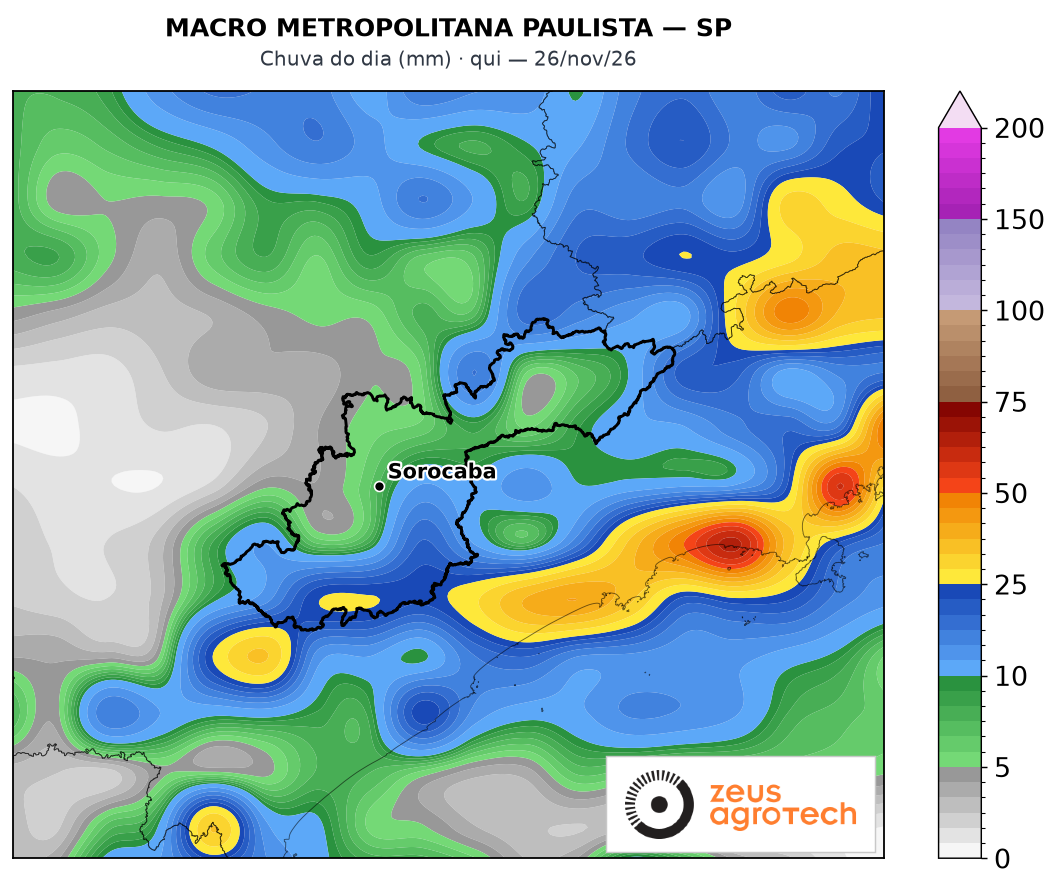 MACRO METROPOLITANA PAULISTA — SP
Chuva do dia (mm) · qui — 26/nov/26
200
150
100
75
50
25
10
5
0
Sorocaba
zeus
agrotech